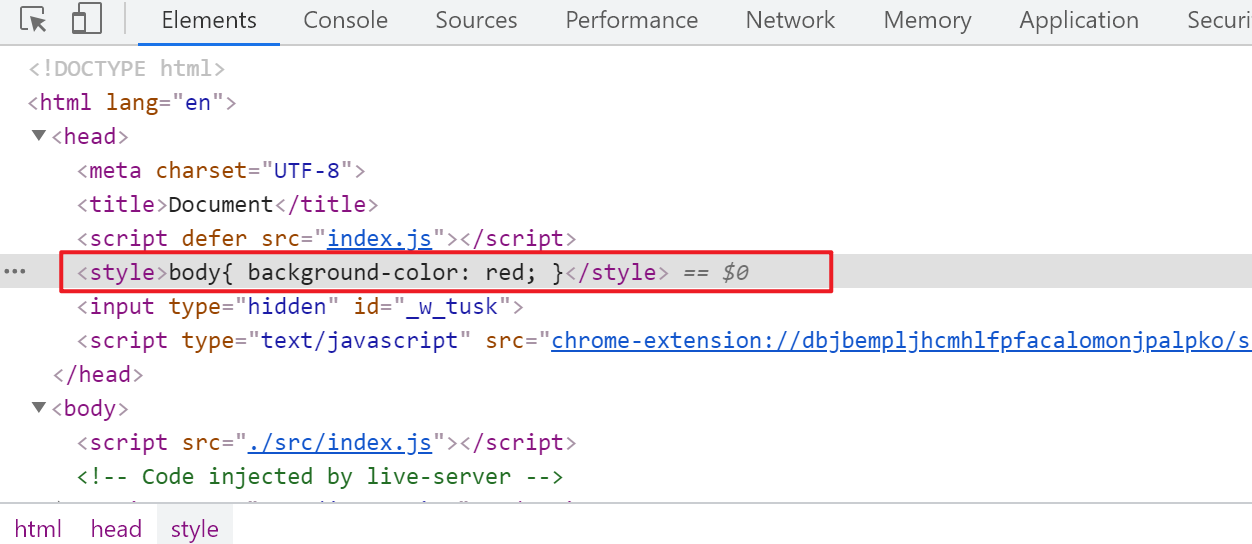 Elements Console Sources Performance Network Memory Application Securi
<!DOCTYPE html>
<html lang="en">
<head>
<meta charset="UTF-8">
<title>Document</title>
<script defer src="index.js"></script>
<style>body{ background-color: red; }</style> == $0
<input type="hidden" id="_w_tusk">
<script type="text/javascript" src="chrome-extension://dbjbempljhcmhlfpfacalomonjpalpko/s
</head>
<body>
<script src="./src/index.js"></script>
<!-- Code injected by live-server -->
html head style